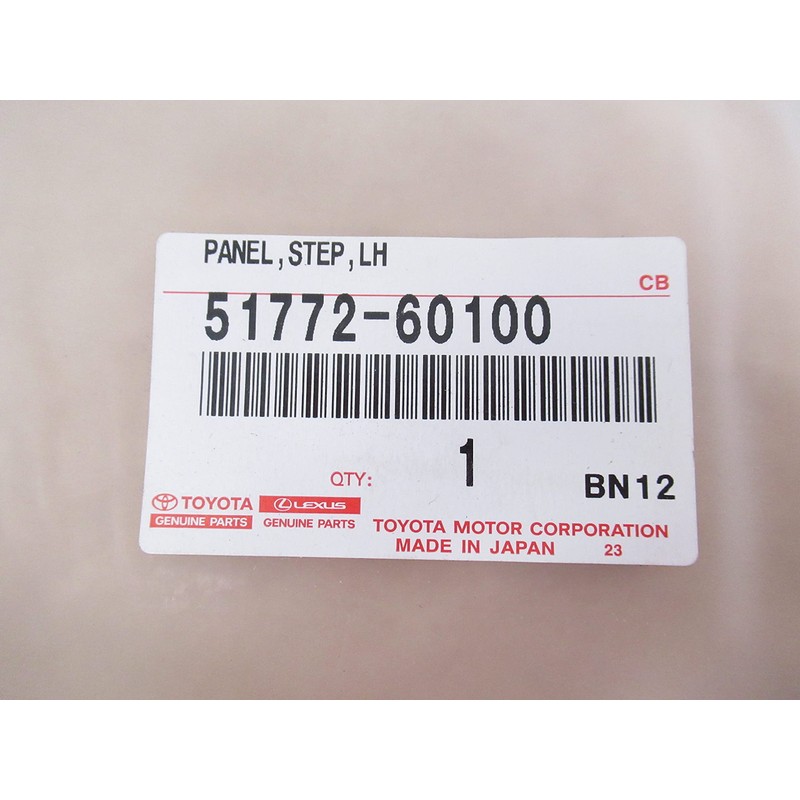 PANEL,STEP,LH
CB
51772-60100
QTY: 1
BN12
TOYOTA LEXUS
GENUINE PARTS GENUINE PARTS
TOYOTA MOTOR CORPORATION
MADE IN JAPAN 23